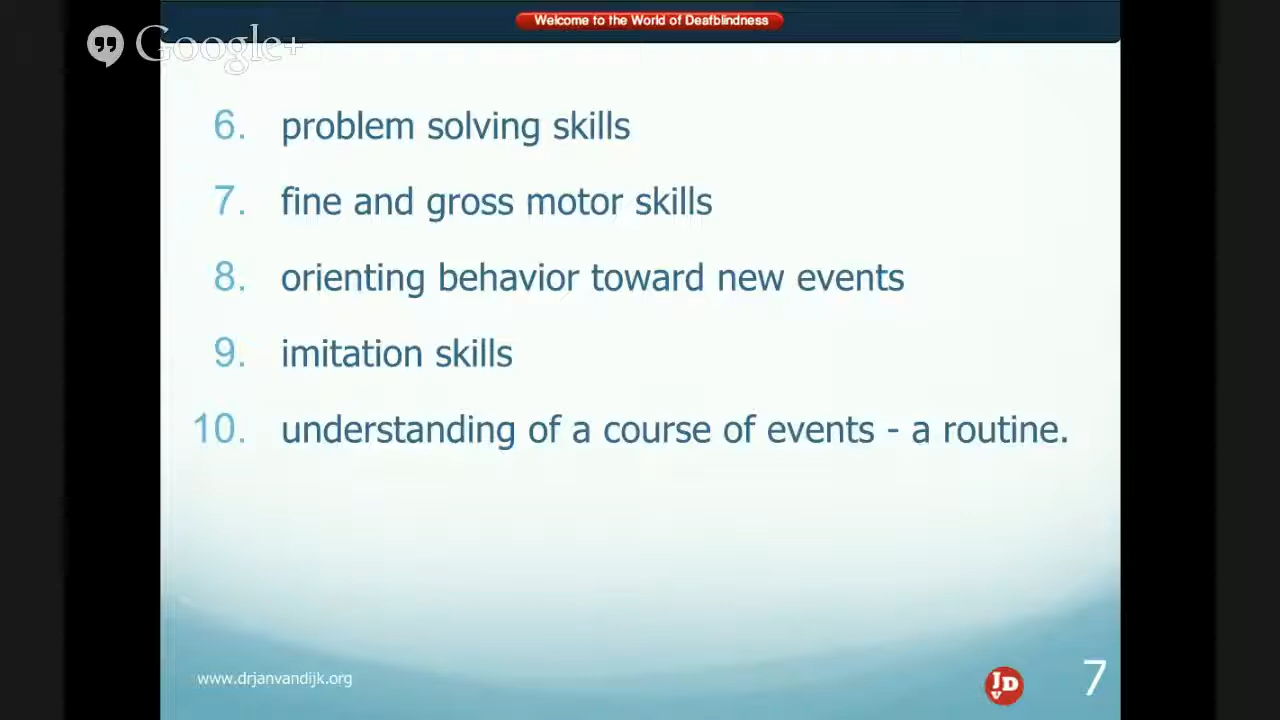 Welcome to the World of Deafblindness
Google+
6. problem solving skills
7. fine and gross motor skills
8. orienting behavior toward new events
9. imitation skills
10. understanding of a course of events - a routine.
www.drjanvandijk.org
JvD
7